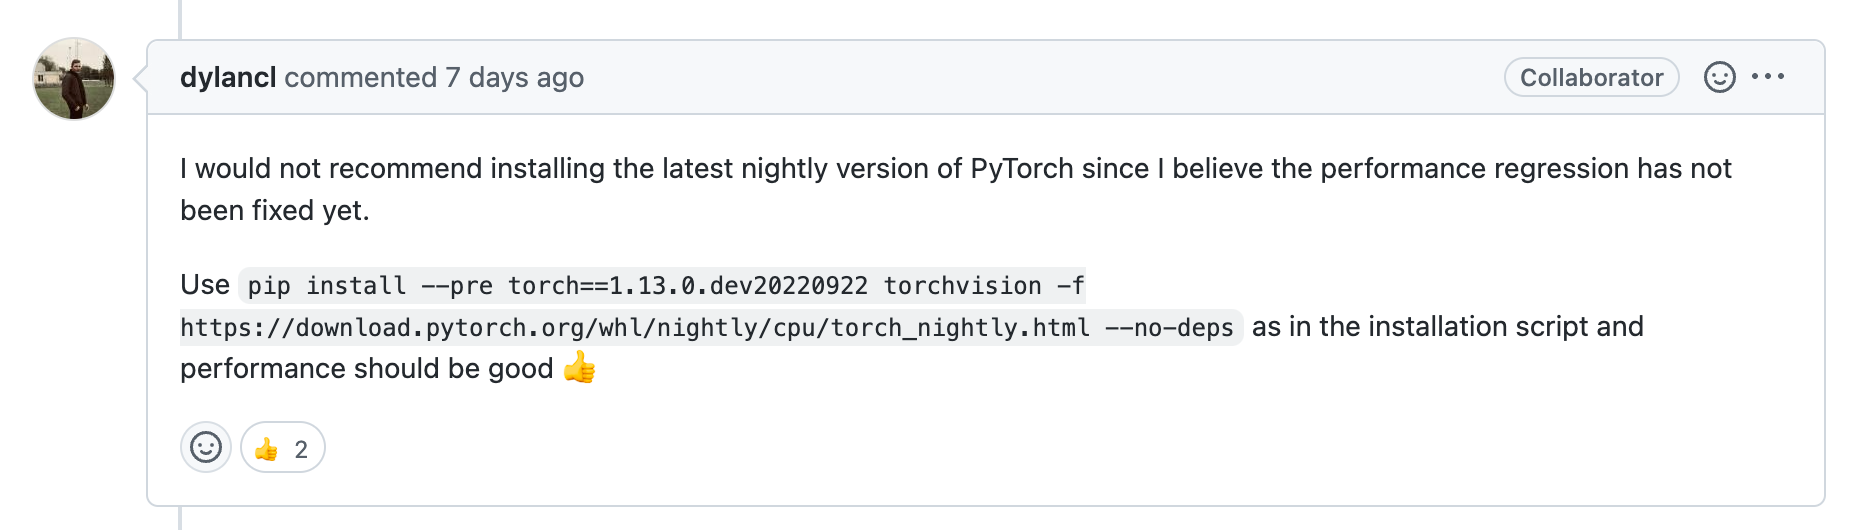 dylancl commented 7 days ago
Collaborator
I would not recommend installing the latest nightly version of PyTorch since I believe the performance regression has not
been fixed yet.
Use pip install --pre torch==1.13.0.dev20220922 torchvision -f
https://download.pytorch.org/whl/nightly/cpu/torch_nightly.html --no-deps as in the installation script and
performance should be good 👍
👍 2